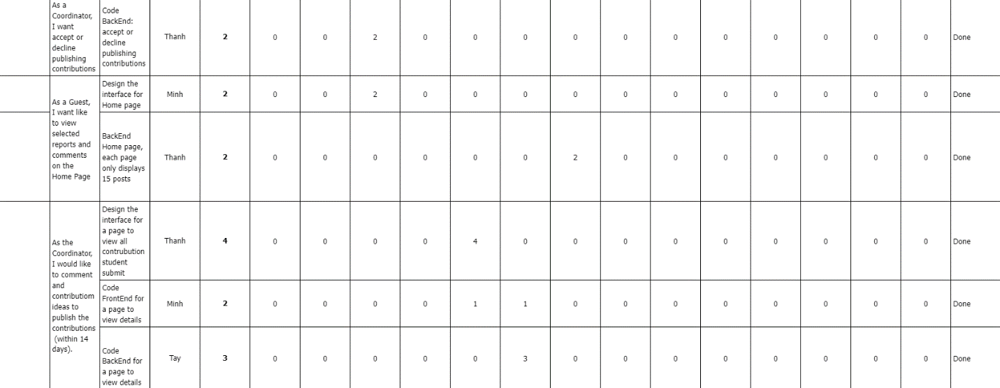 As a
Coordinator,
I want
accept or
decline
publishing
contributions
Code
BackEnd:
accept or
decline
publishing
contributions
Thanh 2 0 0 2 0 0 0 0 0 0 0 0 0 0 0 Done
As a Guest,
I want like
to view
selected
reports and
comments
on the
Home Page
Design the
interface for
Home page
Minh 2 0 0 2 0 0 0 0 0 0 0 0 0 0 0 Done
BackEnd
Home page,
each page
only displays
15 posts
Thanh 2 0 0 0 0 0 0 2 0 0 0 0 0 0 0 Done
As the
Coordinator,
I would like
to comment
and
contributiom
ideas to
publish the
contributions
(within 14
days).
Design the
interface for
a page to
view all
contrubution
student
submit
Thanh 4 0 0 0 0 4 0 0 0 0 0 0 0 0 0 Done
Code
FrontEnd for
a page to
view details
Minh 2 0 0 0 0 1 1 0 0 0 0 0 0 0 0 Done
Code
BackEnd for
a page to
view details
Tay 3 0 0 0 0 0 3 0 0 0 0 0 0 0 0 Done